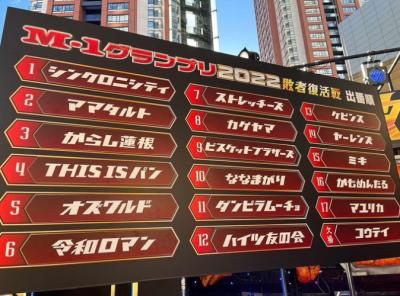 M-1グランプリ2022敗者復活戦 出番順
1 シンクロニシティ
2 ママタルト
3 からし蓮根
4 THIS ISパン
5 オズワルド
6 令和ロマン
7 ストレッチーズ
8 カゲヤマ
9 ビスケットブラザーズ
10 ななまがり
11 ダンビラムーチョ
12 ハイツ友の会
13 ケビンス
14 ヤーレンズ
15 ミキ
16 かもめんたる
17 マユリカ
欠場 コウテイ